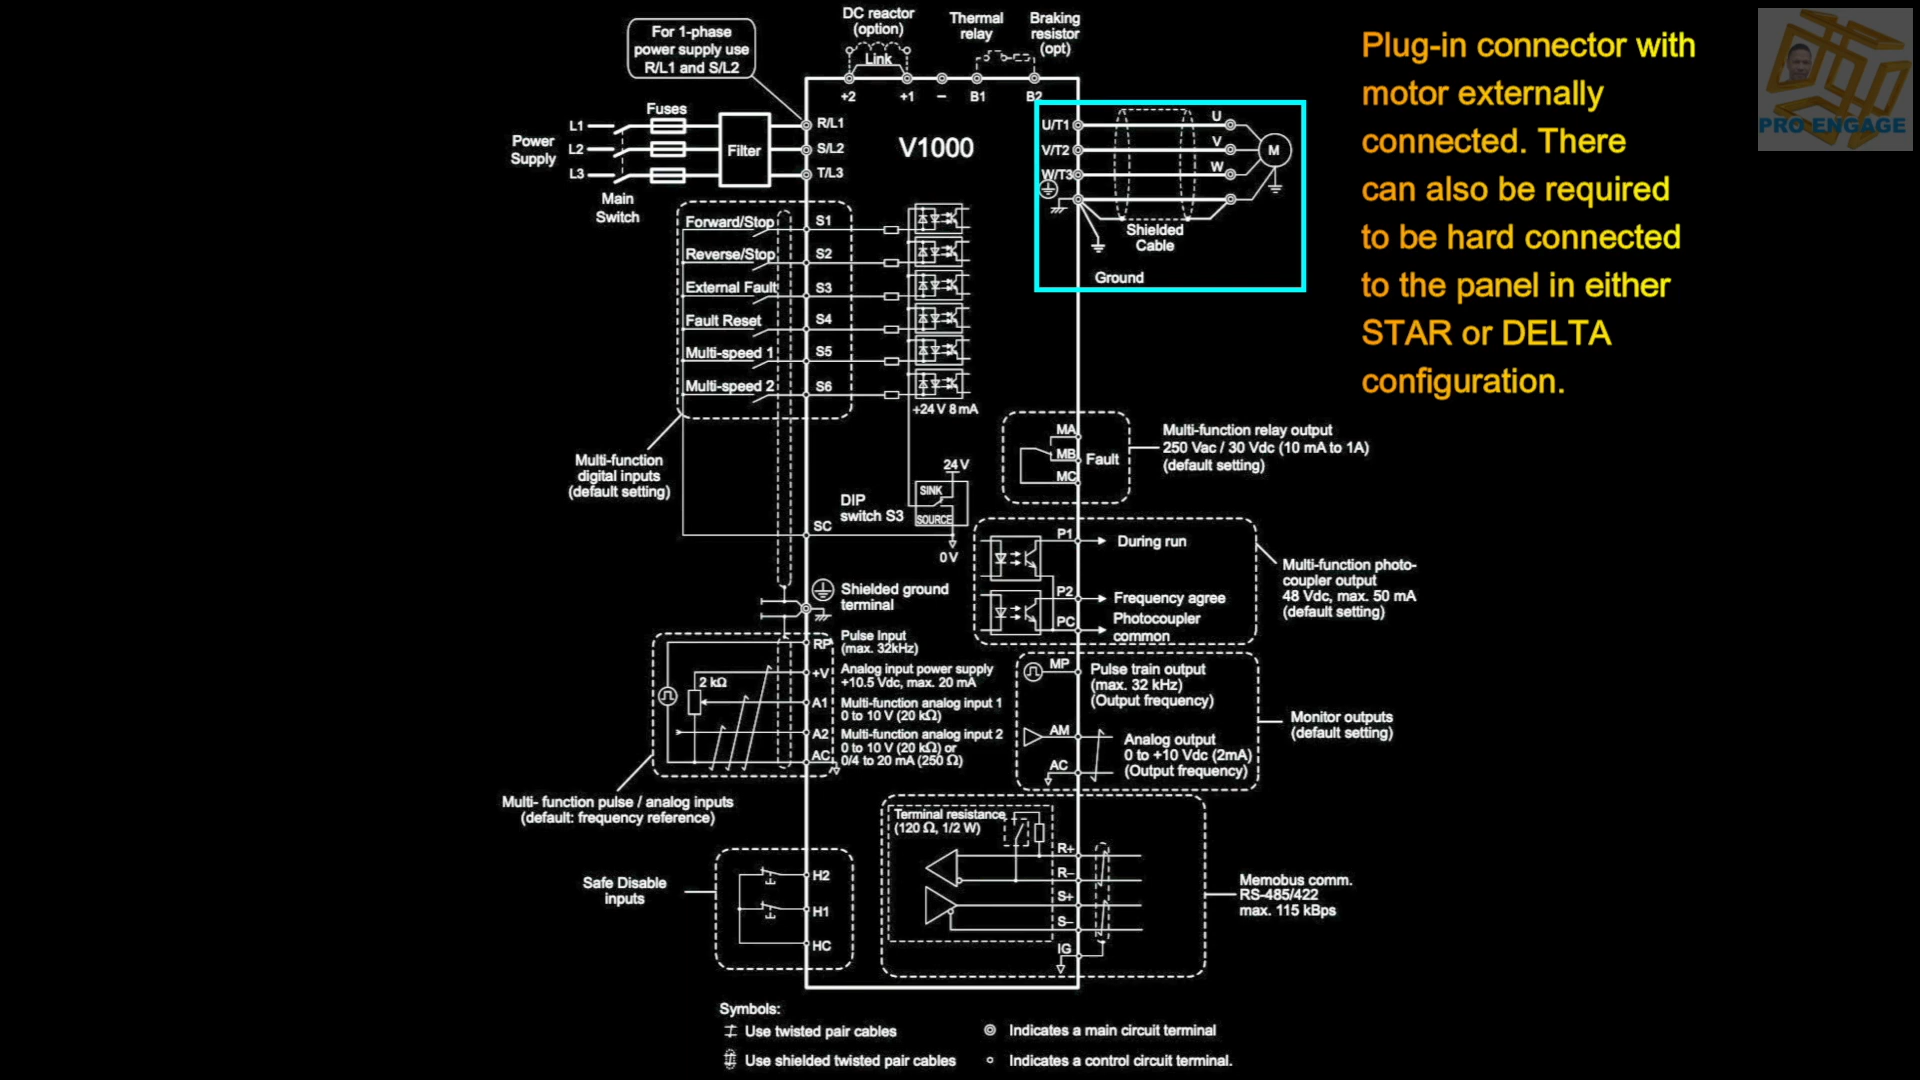 DC reactor
(option)
Link
Thermal
relay
Braking
resistor
(opt)
For 1-phase
power supply use
R/L1 and S/L2
+2
+1
–
B1
B2
Fuses
Power
Supply
L1
L2
L3
Filter
Main
Switch
R/L1
S/L2
T/L3
V1000
U/T1
V/T2
W/T3
U
V
W
M
Shielded
Cable
Ground
Plug-in connector with
motor externally
connected. There
can also be required
to be hard connected
to the panel in either
STAR or DELTA
configuration.
PRO ENGAGE
Forward/Stop
S1
Reverse/Stop
S2
External Fault
S3
Fault Reset
S4
Multi-speed 1
S5
Multi-speed 2
S6
+24 V 8 mA
Multi-function
digital inputs
(default setting)
24 V
SINK
SOURCE
DIP
switch S3
SC
0 V
MA
MB
MC
Fault
Multi-function relay output
250 Vac / 30 Vdc (10 mA to 1A)
(default setting)
P1
During run
P2
Frequency agree
PC
Photocoupler
common
Multi-function photo-
coupler output
48 Vdc, max. 50 mA
(default setting)
Shielded ground
terminal
RP
Pulse Input
(max. 32kHz)
+V
Analog input power supply
+10.5 Vdc, max. 20 mA
2 kΩ
A1
Multi-function analog input 1
0 to 10 V (20 kΩ)
A2
Multi-function analog input 2
0 to 10 V (20 kΩ) or
0/4 to 20 mA (250 Ω)
AC
Multi- function pulse / analog inputs
(default: frequency reference)
MP
Pulse train output
(max. 32 kHz)
(Output frequency)
AM
Analog output
0 to +10 Vdc (2mA)
(Output frequency)
AC
Monitor outputs
(default setting)
Terminal resistance
(120 Ω, 1/2 W)
R+
R–
S+
S–
IG
Memobus comm.
RS-485/422
max. 115 kBps
Safe Disable
inputs
H2
H1
HC
Symbols:
Use twisted pair cables
Indicates a main circuit terminal
Use shielded twisted pair cables
Indicates a control circuit terminal.